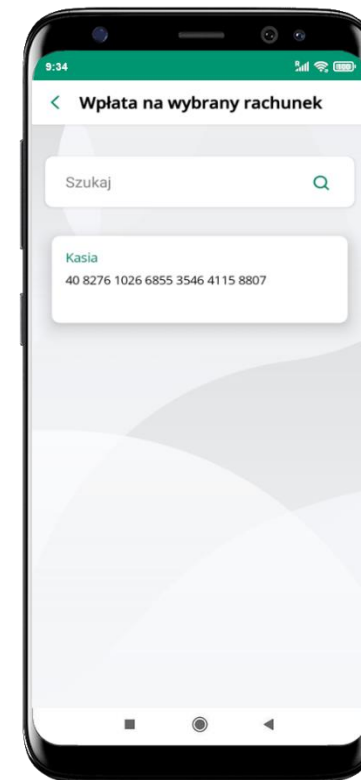 9:34
Wpłata na wybrany rachunek
Szukaj
Kasia
40 8276 1026 6855 3546 4115 8807